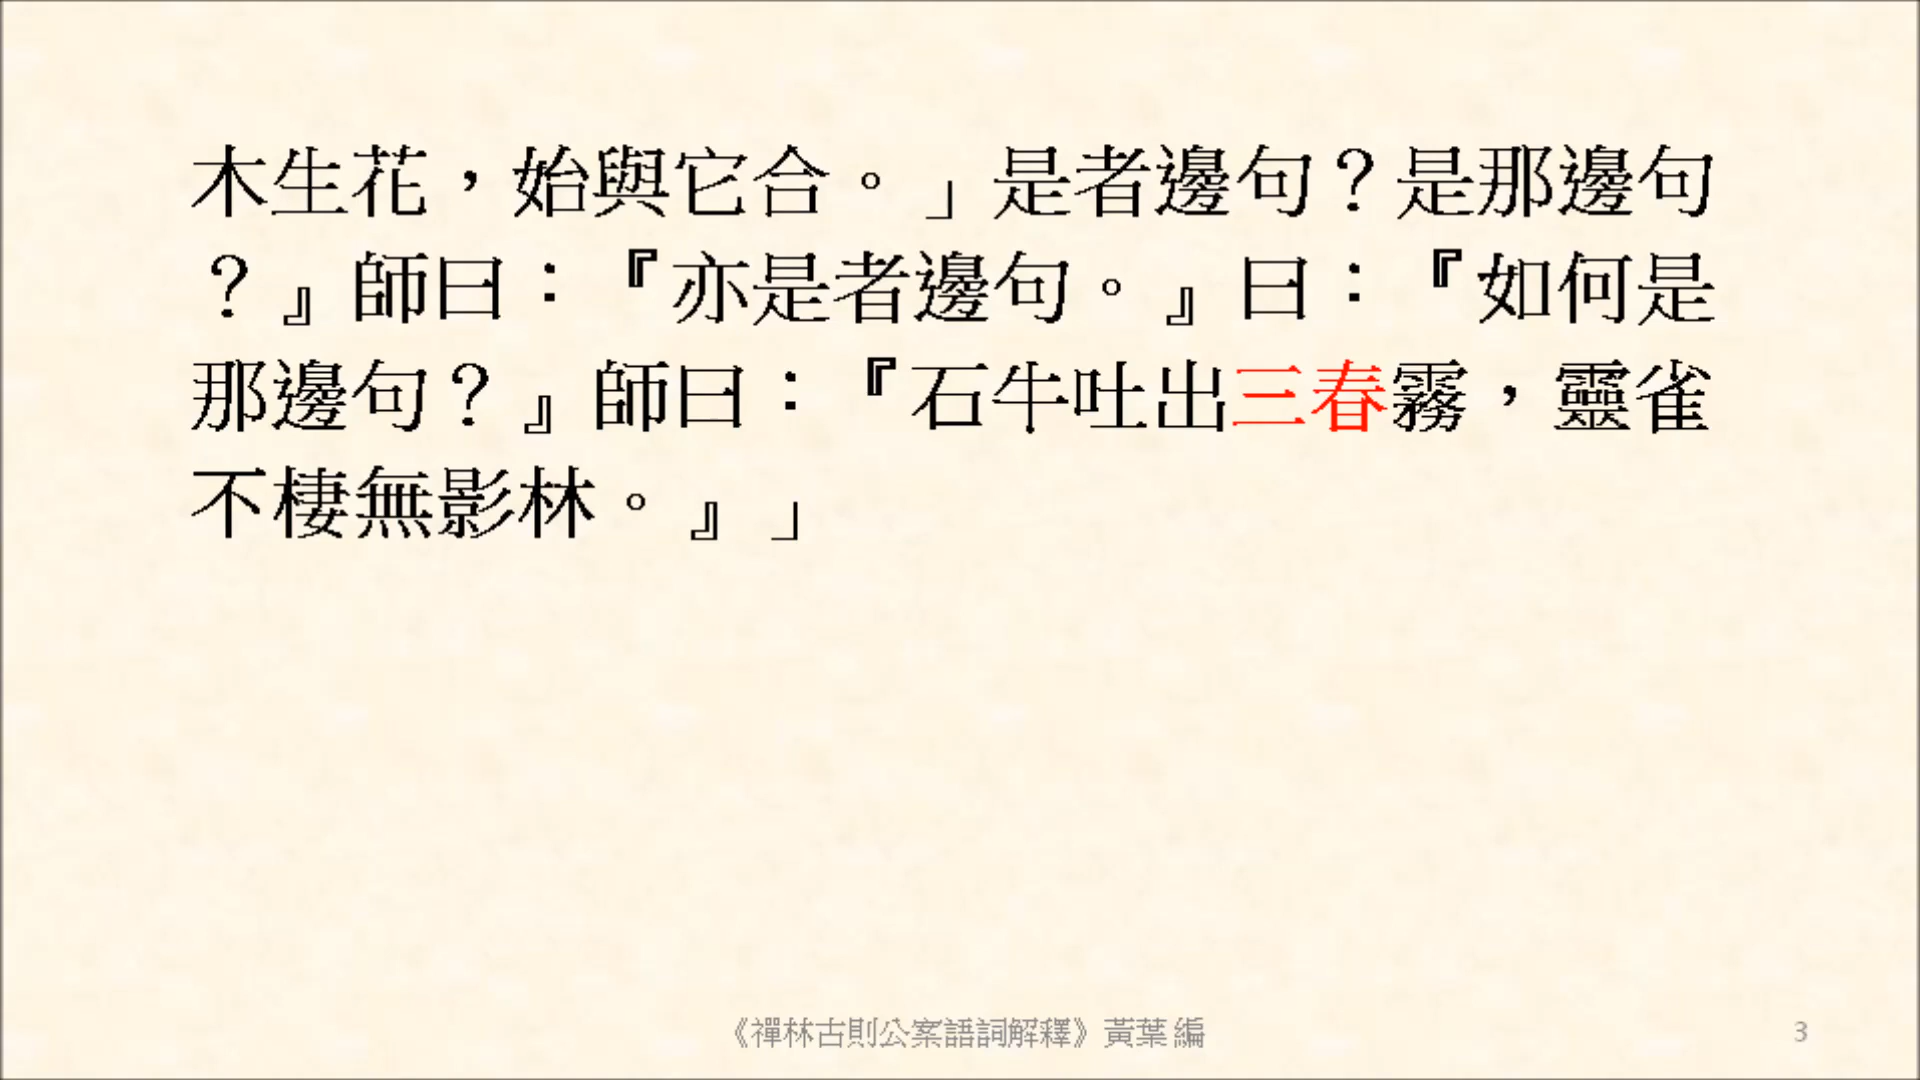 木生花，始與它合。」是者邊句？是那邊句
？』師曰：『亦是者邊句。』曰：『如何是
那邊句？』師曰：『石牛吐出三春霧，靈雀
不棲無影林。』」
《禪林古則公案語詞解釋》黃葉 編
3